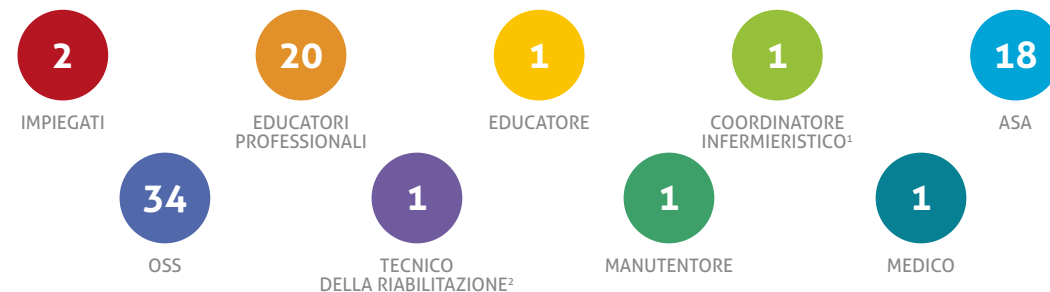 2
IMPIEGATI
20
EDUCATORI
PROFESSIONALI
1
EDUCATORE
1
COORDINATORE
INFERMIERISTICO¹
18
ASA
34
OSS
1
TECNICO
DELLA RIABILITAZIONE²
1
MANUTENTORE
1
MEDICO